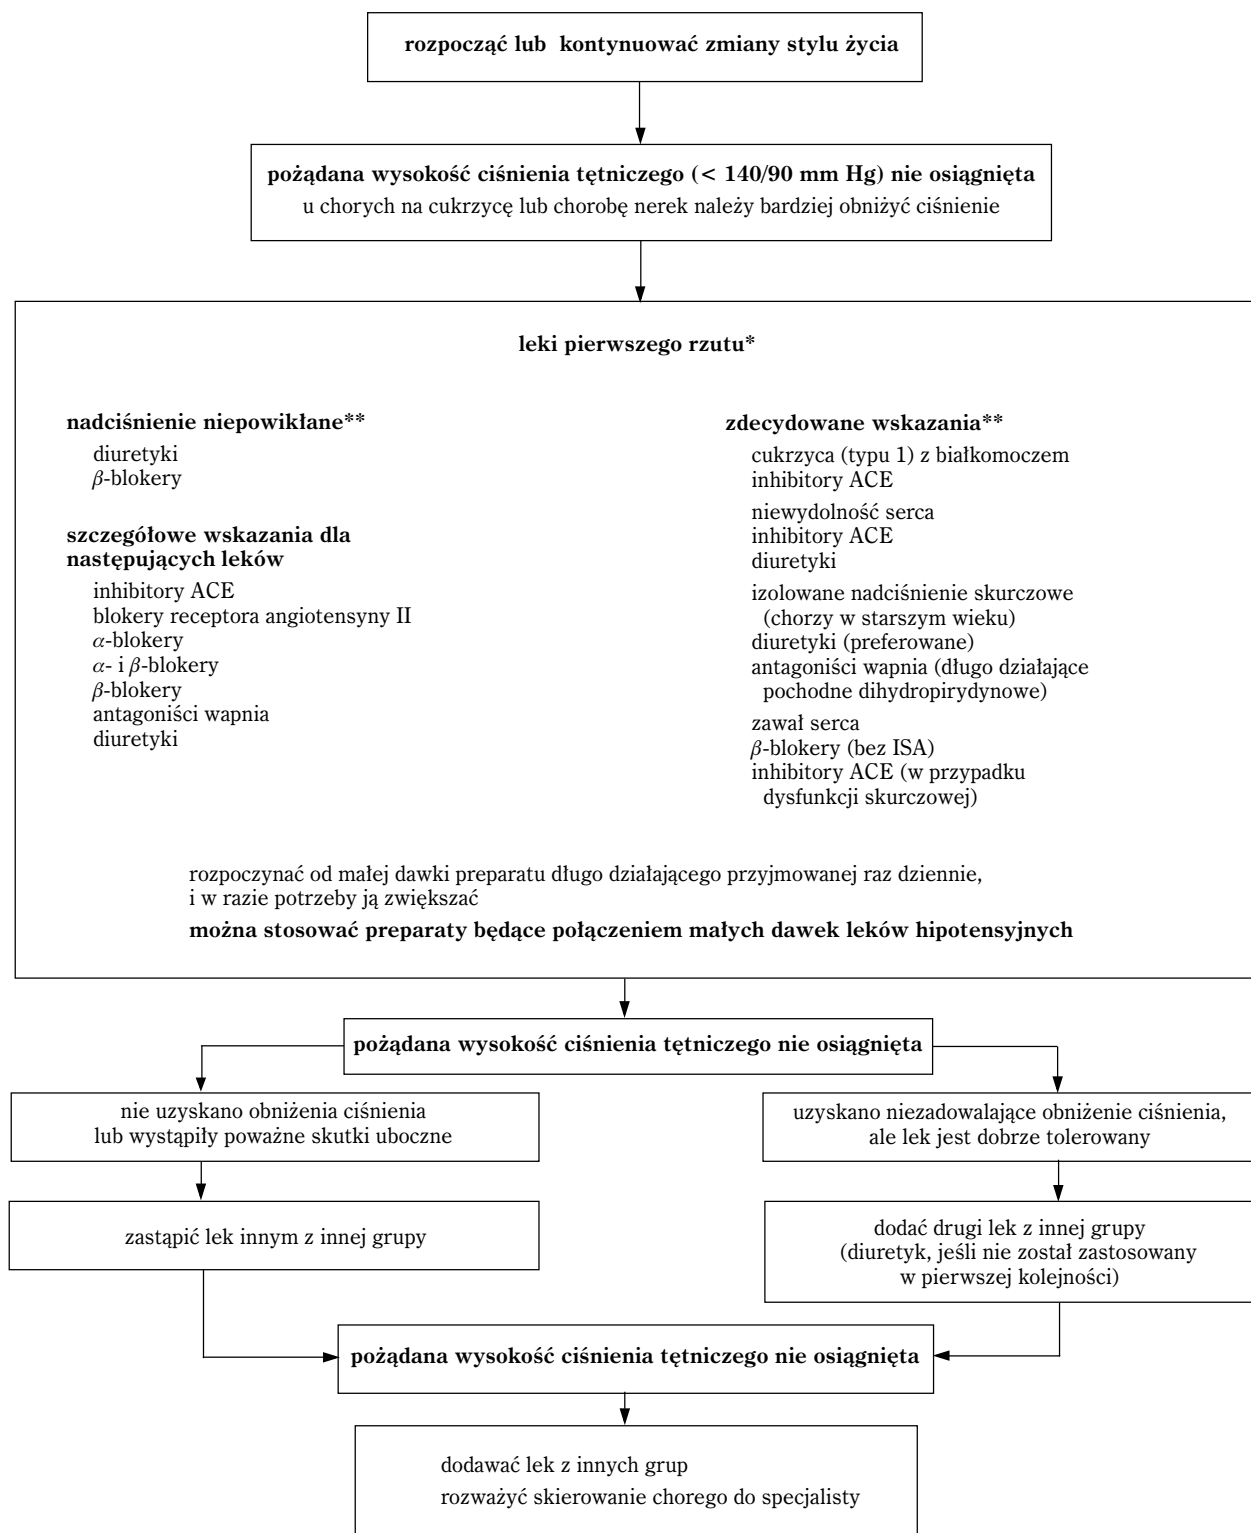 rozpocząć lub kontynuować zmiany stylu życia
pożądana wysokość ciśnienia tętniczego (< 140/90 mm Hg) nie osiągnięta
u chorych na cukrzycę lub chorobę nerek należy bardziej obniżyć ciśnienie
leki pierwszego rzutu*
nadciśnienie niepowikłane**
diuretyki
β-blokery
szczegółowe wskazania dla
następujących leków
inhibitory ACE
blokery receptora angiotensyny II
α-blokery
α- i β-blokery
β-blokery
antagoniści wapnia
diuretyki
zdecydowane wskazania**
cukrzyca (typu 1) z białkomoczem
inhibitory ACE
niewydolność serca
inhibitory ACE
diuretyki
izolowane nadciśnienie skurczowe
(chorzy w starszym wieku)
diuretyki (preferowane)
antagoniści wapnia (długo działające
pochodne dihydropirydynowe)
zawał serca
β-blokery (bez ISA)
inhibitory ACE (w przypadku
dysfunkcji skurczowej)
rozpoczynać od małej dawki preparatu długo działającego przyjmowanej raz dziennie,
i w razie potrzeby ją zwiększać
można stosować preparaty będące połączeniem małych dawek leków hipotensyjnych
pożądana wysokość ciśnienia tętniczego nie osiągnięta
nie uzyskano obniżenia ciśnienia
lub wystąpiły poważne skutki uboczne
uzyskano niezadowalające obniżenie ciśnienia,
ale lek jest dobrze tolerowany
zastąpić lek innym z innej grupy
dodać drugi lek z innej grupy
(diuretyk, jeśli nie został zastosowany
w pierwszej kolejności)
pożądana wysokość ciśnienia tętniczego nie osiągnięta
dodawać lek z innych grup
rozważyć skierowanie chorego do specjalisty